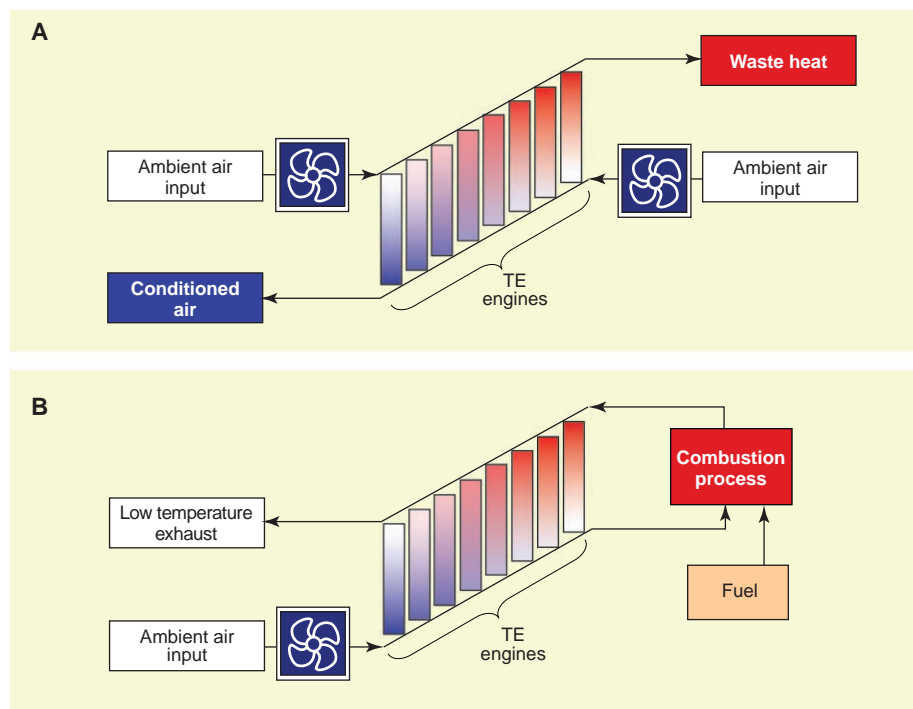 A
Waste heat
Ambient air
input
Ambient air
input
TE
engines
Conditioned
air
B
Combustion
process
Low temperature
exhaust
Fuel
Ambient air
input
TE
engines